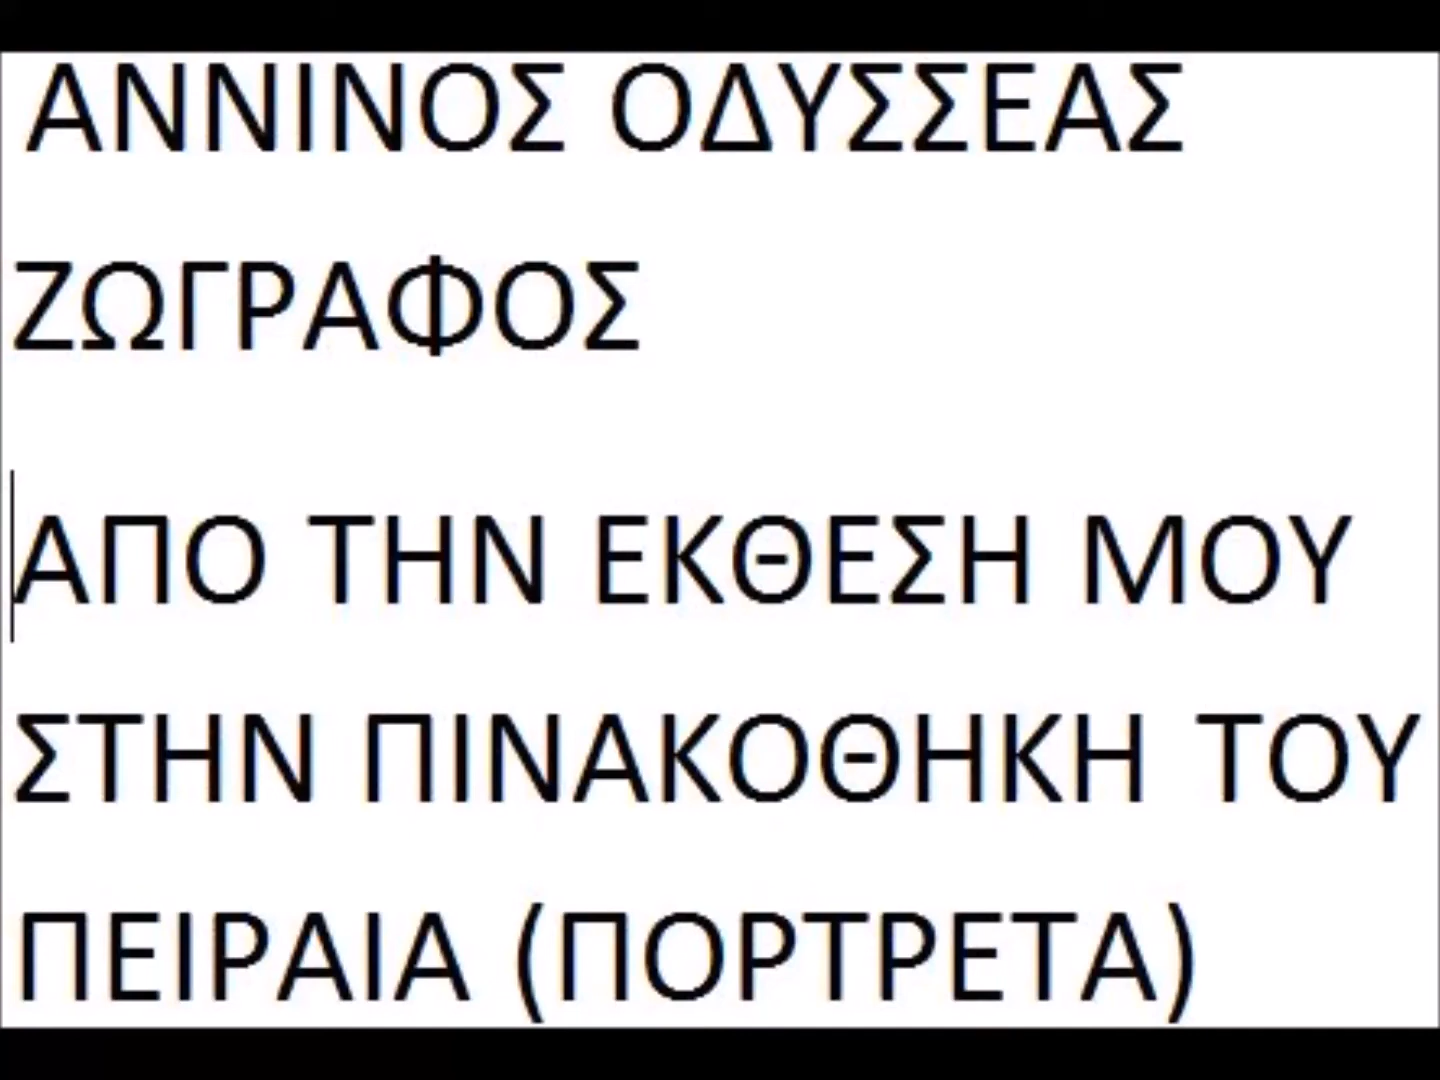 ΑΝΝΙΝΟΣ ΟΔΥΣΣΕΑΣ
ΖΩΓΡΑΦΟΣ
ΑΠΟ ΤΗΝ ΕΚΘΕΣΗ ΜΟΥ
ΣΤΗΝ ΠΙΝΑΚΟΘΗΚΗ ΤΟΥ
ΠΕΙΡΑΙΑ (ΠΟΡΤΡΕΤΑ)